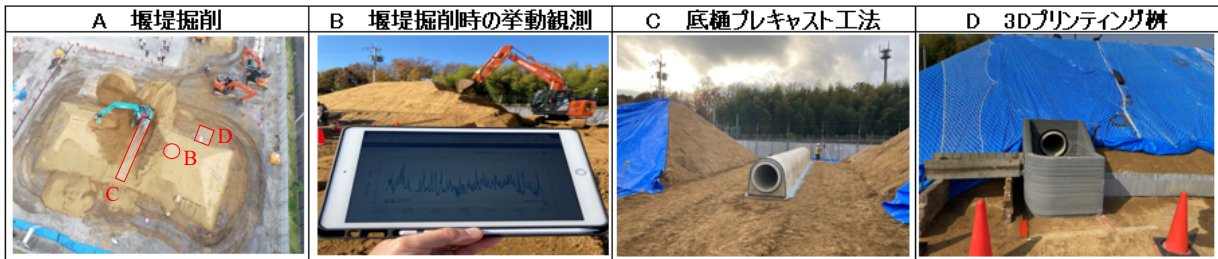 A 堰堤掘削
B 堰堤掘削時の挙動観測
C 底樋プレキャスト工法
D 3Dプリンティング桝
D
B
C